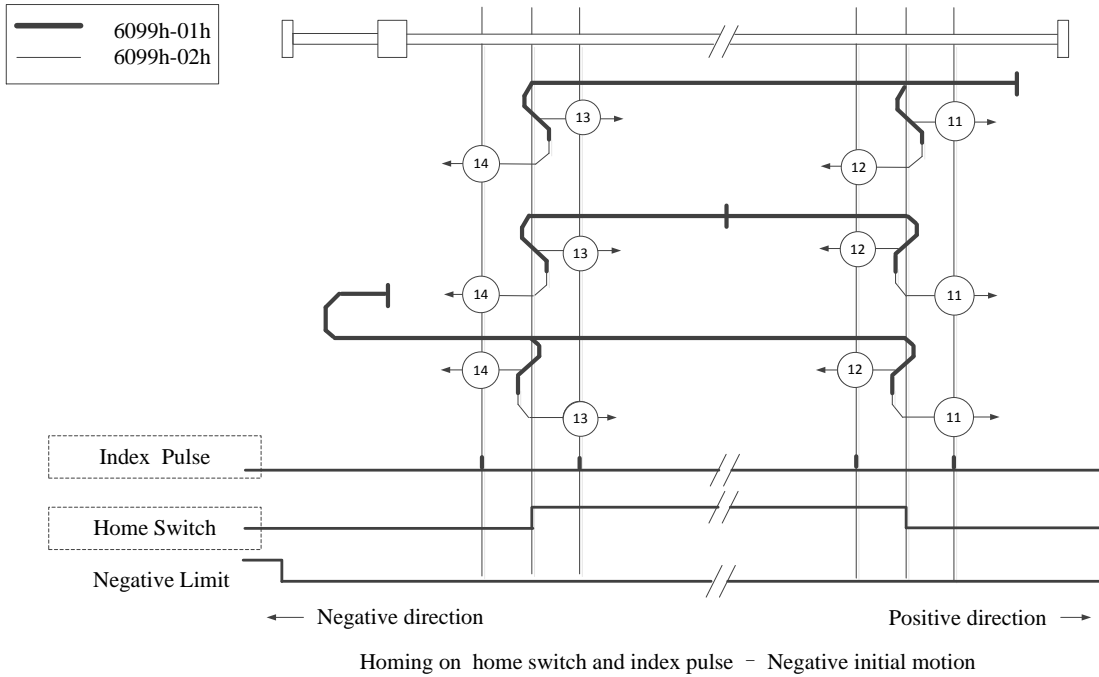 6099h-01h
6099h-02h
13
11
14
12
13
12
14
11
14
12
13
11
Index Pulse
Home Switch
Negative Limit
Negative direction
Positive direction
Homing on home switch and index pulse - Negative initial motion